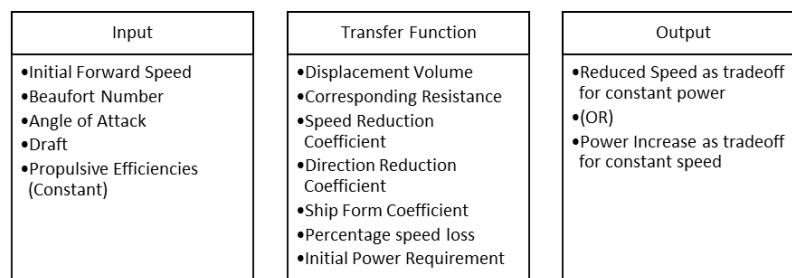 Input
•Initial Forward Speed
•Beaufort Number
•Angle of Attack
•Draft
•Propulsive Efficiencies
(Constant)
Transfer Function
•Displacement Volume
•Corresponding Resistance
•Speed Reduction
Coefficient
•Direction Reduction
Coefficient
•Ship Form Coefficient
•Percentage speed loss
•Initial Power Requirement
Output
•Reduced Speed as tradeoff
for constant power
•(OR)
•Power Increase as tradeoff
for constant speed